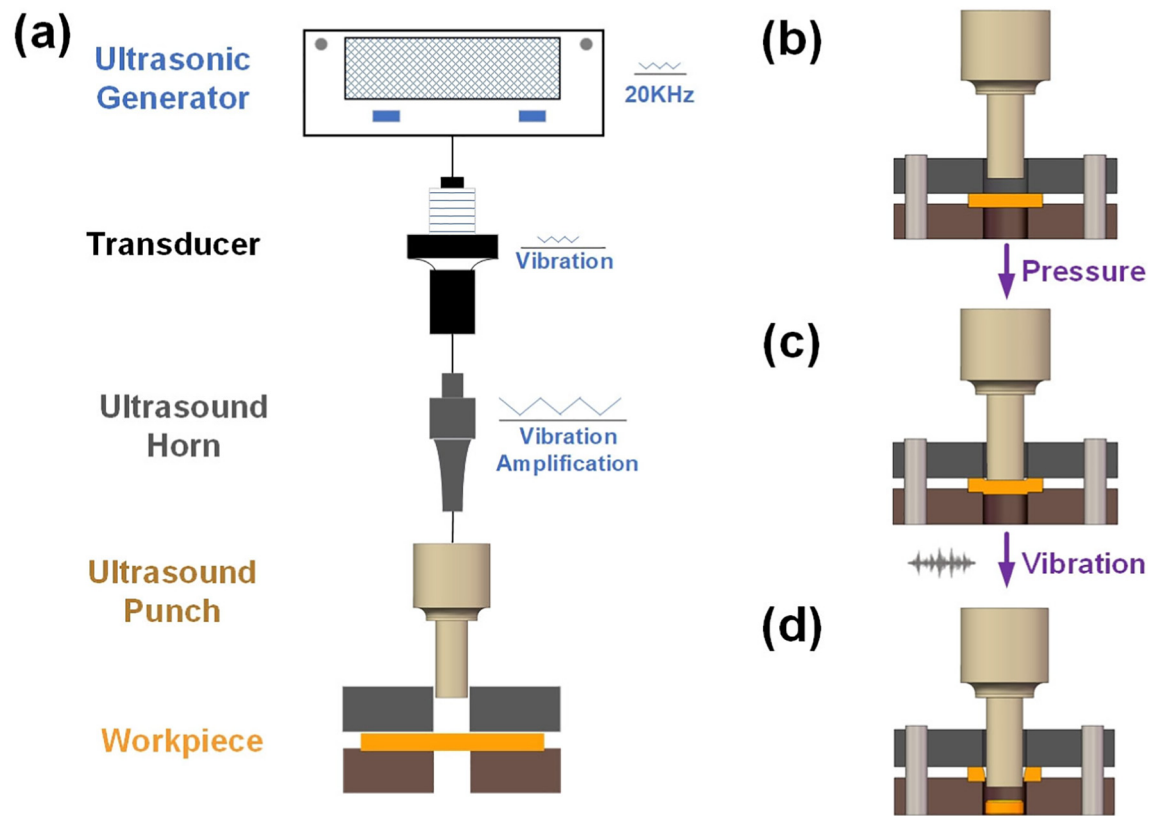 (a)
Ultrasonic
Generator
20KHz
Transducer
Vibration
Ultrasound
Horn
Vibration
Amplification
Ultrasound
Punch
Workpiece
(b)
Pressure
(c)
Vibration
(d)